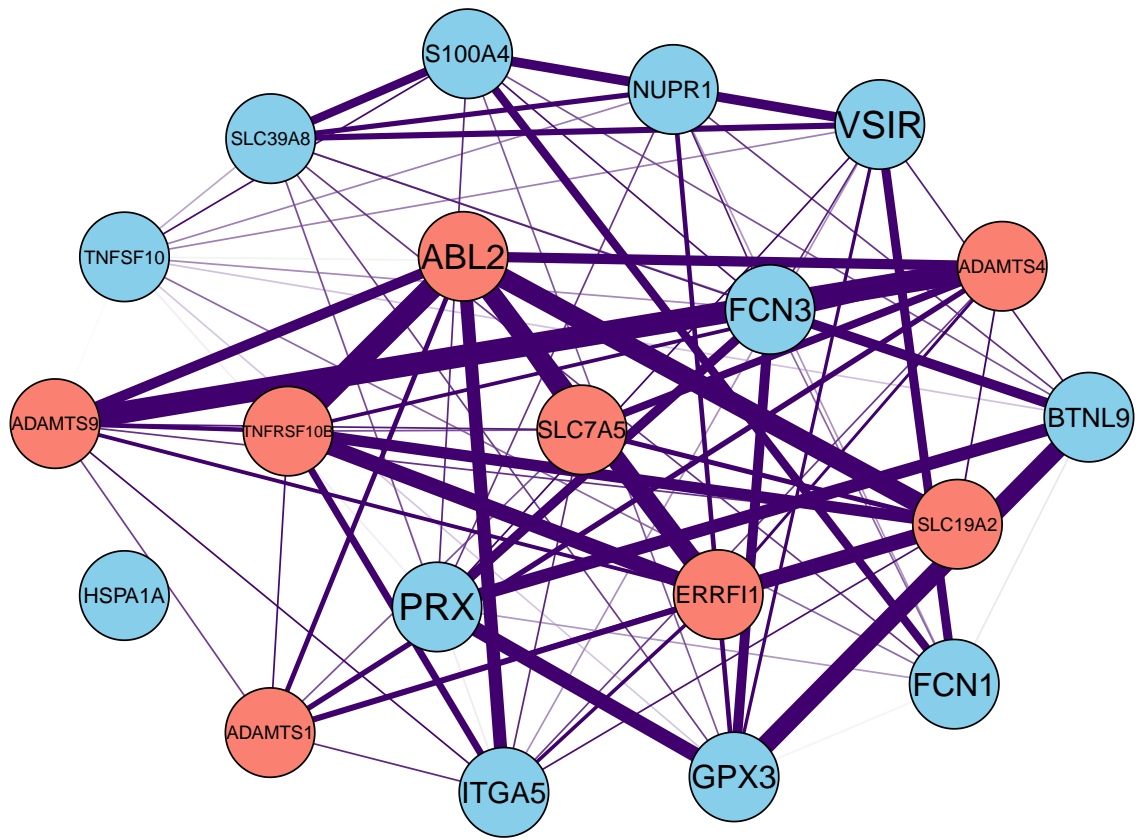 S100A4
NUPR1
VSIR
SLC39A8
TNFSF10
ABL2
ADAMTS4
FCN3
ADAMTS9
TNFRSF10B
SLC7A5
BTNL9
SLC19A2
HSPA1A
PRX
ERRFI1
FCN1
ADAMTS1
ITGA5
GPX3